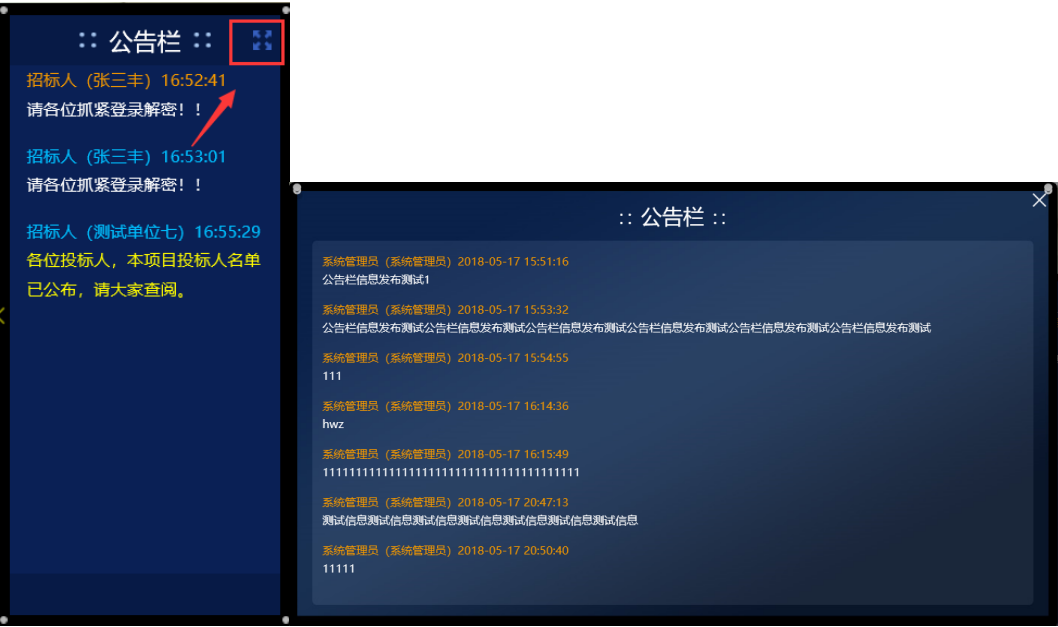 :: 公告栏 ::
招标人（张三丰）16:52:41
请各位抓紧登录解密！！
招标人（张三丰）16:53:01
请各位抓紧登录解密！！
招标人（测试单位七）16:55:29
各位投标人，本项目投标人名单
已公布，请大家查阅。
:: 公告栏 ::
系统管理员（系统管理员）2018-05-17 15:51:16
公告栏信息发布测试1
系统管理员（系统管理员）2018-05-17 15:53:32
公告栏信息发布测试公告栏信息发布测试公告栏信息发布测试公告栏信息发布测试公告栏信息发布测试公告栏信息发布测试
系统管理员（系统管理员）2018-05-17 15:54:55
111
系统管理员（系统管理员）2018-05-17 16:14:36
hwz
系统管理员（系统管理员）2018-05-17 16:15:49
11111111111111111111111111111111111111
系统管理员（系统管理员）2018-05-17 20:47:13
测试信息测试信息测试信息测试信息测试信息测试信息测试信息
系统管理员（系统管理员）2018-05-17 20:50:40
11111